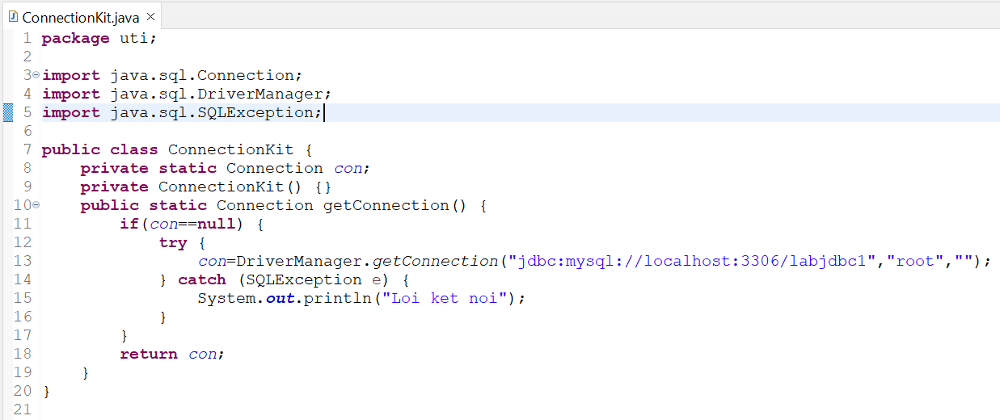 ConnectionKit.java
1 package uti;
2
3 import java.sql.Connection;
4 import java.sql.DriverManager;
5 import java.sql.SQLException;
6
7 public class ConnectionKit {
8     private static Connection con;
9     private ConnectionKit() {}
10     public static Connection getConnection() {
11         if(con==null) {
12             try {
13                 con=DriverManager.getConnection("jdbc:mysql://localhost:3306/labjdbc1","root","");
14             } catch (SQLException e) {
15                 System.out.println("Loi ket noi");
16             }
17         }
18         return con;
19     }
20 }
21